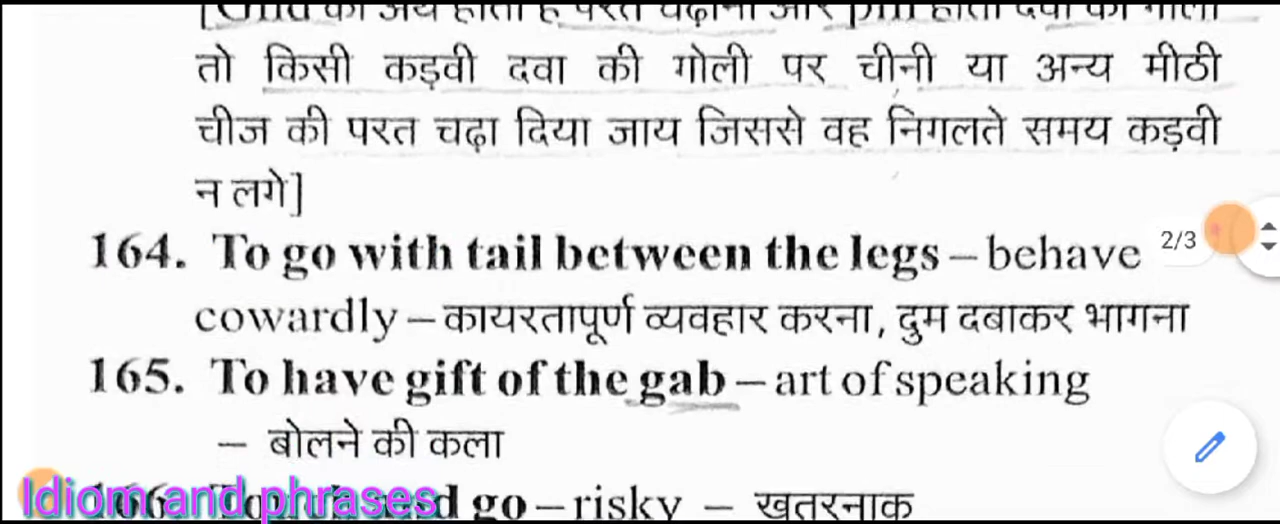 तो किसी कड़वी दवा की गोली पर चीनी या अन्य मीठी
चीज की परत चढ़ा दिया जाय जिससे वह निगलते समय कड़वी
न लगे]
164. To go with tail between the legs – behave
2/3
cowardly – कायरतापूर्ण व्यवहार करना, दुम दबाकर भागना
165. To have gift of the gab – art of speaking
– बोलने की कला
go – risky – खतरनाक
Idiom and phrases